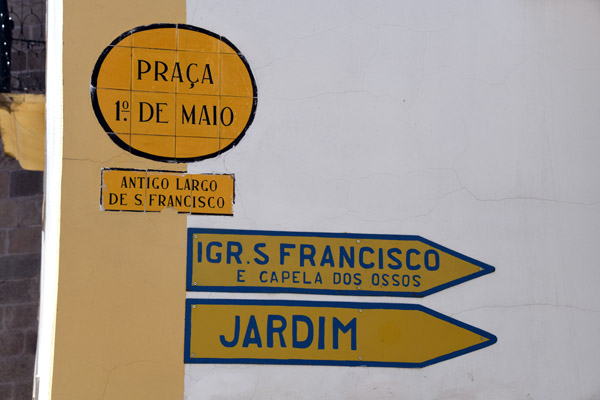 PRAÇA
1º. DE MAIO
ANTIGO LARGO
DE S. FRANCISCO
IGR. S FRANCISCO
E CAPELA DOS OSSOS
JARDIM